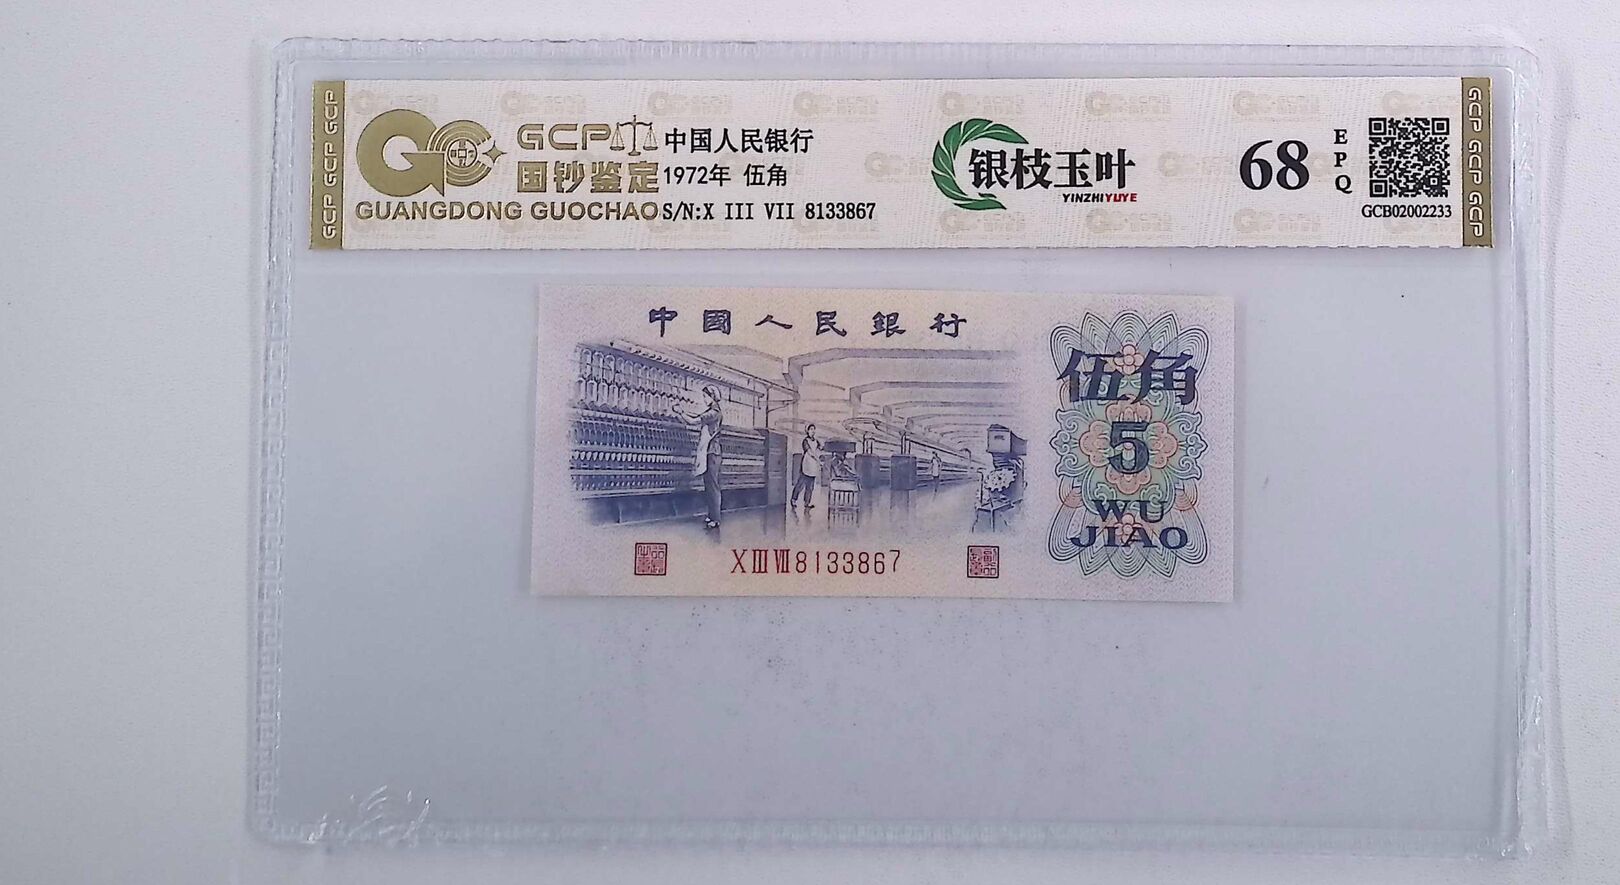 GCP GCP GCP
GCP
国钞鉴定
GUANGDONG GUOCHAO
中国人民银行
1972年 伍角
S/N:X III VII 8133867
银枝玉叶
YINZHIYUYE
68
EPQ
GCB02002233
GCP GCP GCP
中國人民銀行
伍角
5
WU
JIAO
X III VII 8133867